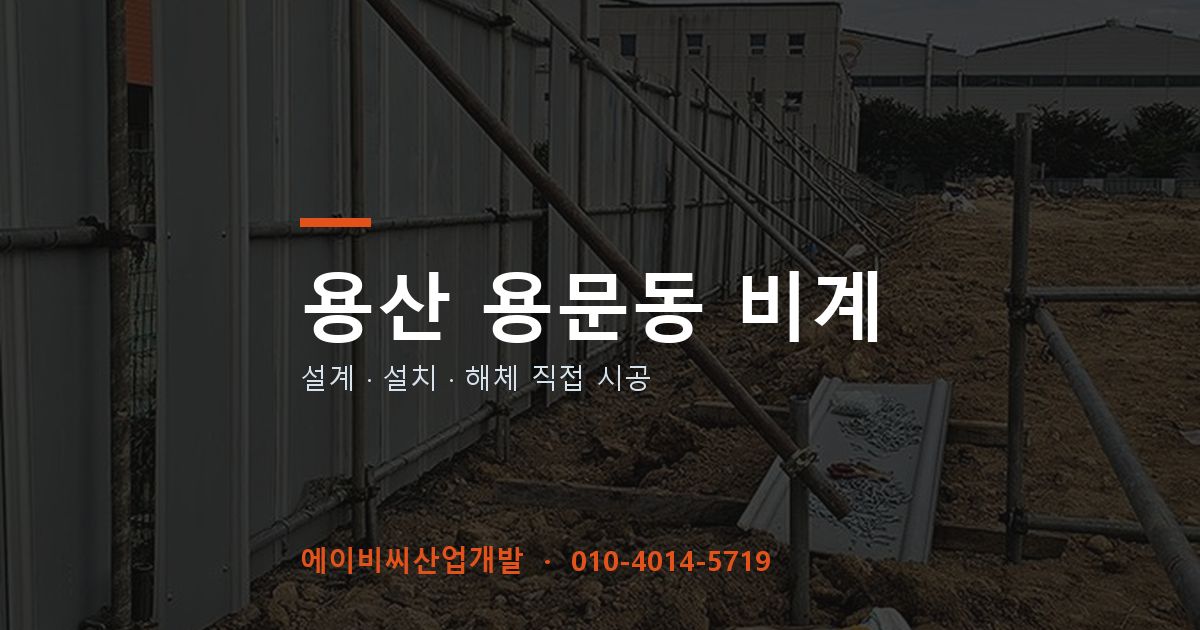 용산 용문동 비계
설계 · 설치 · 해체 직접 시공
에이비씨산업개발 · 010-4014-5719